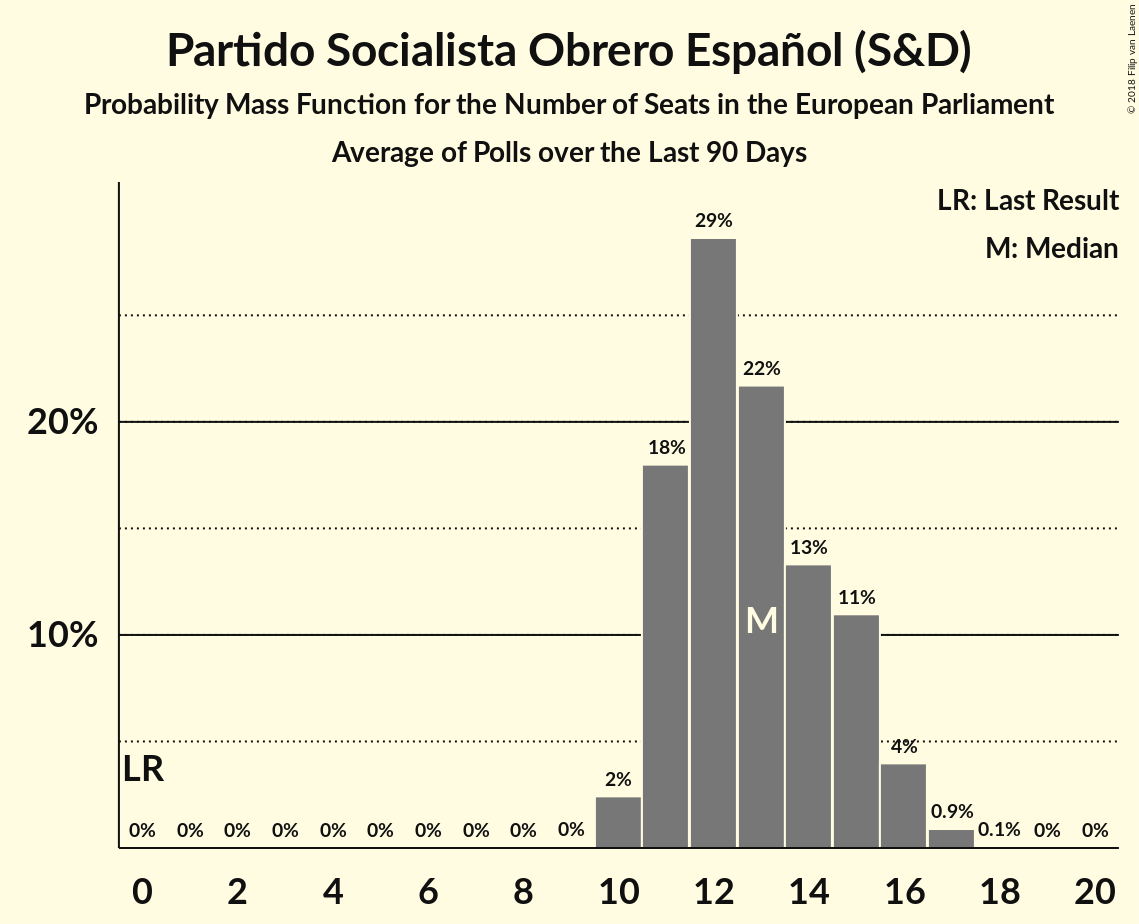 Partido Socialista Obrero Español (S&D)
Probability Mass Function for the Number of Seats in the European Parliament
Average of Polls over the Last 90 Days
© 2018 Filip van Laenen
LR: Last Result
M: Median
29%
22%
20%
18%
13%
11%
M
10%
4%
LR
2%
0.9%
0% 0% 0% 0% 0% 0% 0% 0% 0% 0% 0.1% 0% 0%
0 2 4 6 8 10 12 14 16 18 20